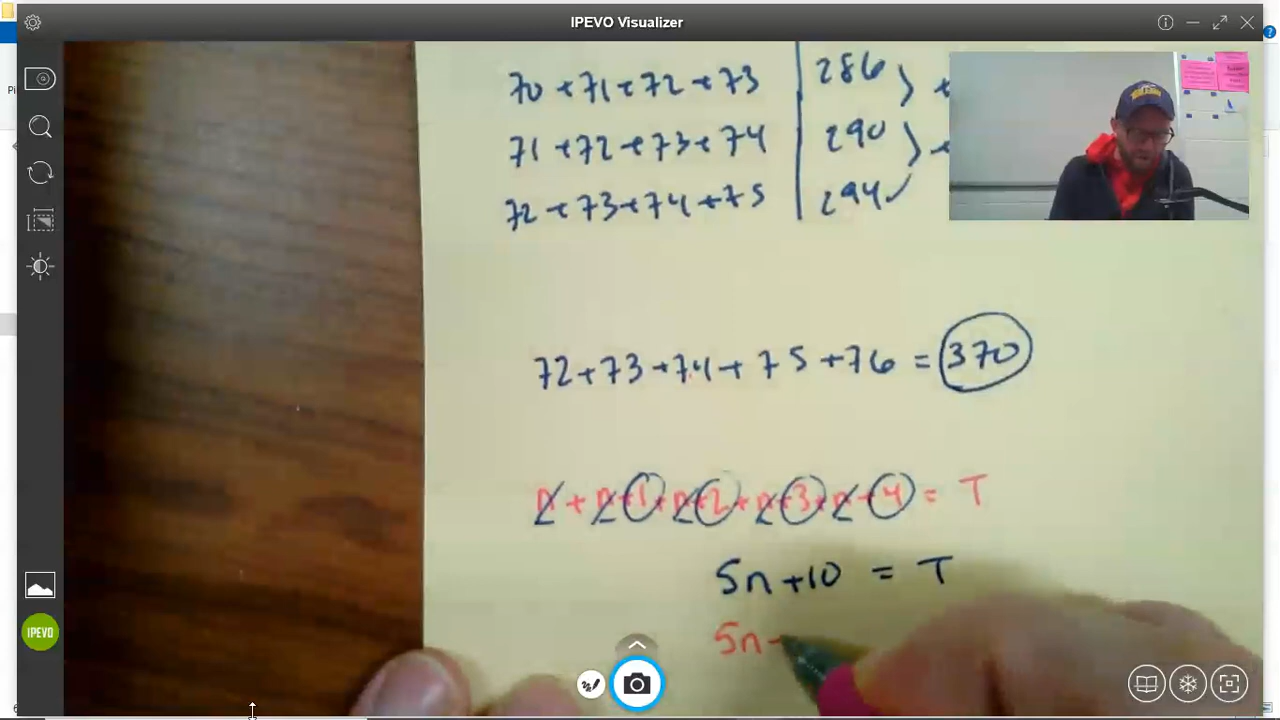 IPEVO Visualizer
70 + 71 + 72 + 73 | 286
71 + 72 + 73 + 74 | 290
72 + 73 + 74 + 75 | 294 ✓
72 + 73 + 74 + 75 + 76 = 370
n + n + 1 + n + 2 + n + 3 + n + 4 = T
5n + 10 = T
5n -
IPEVO